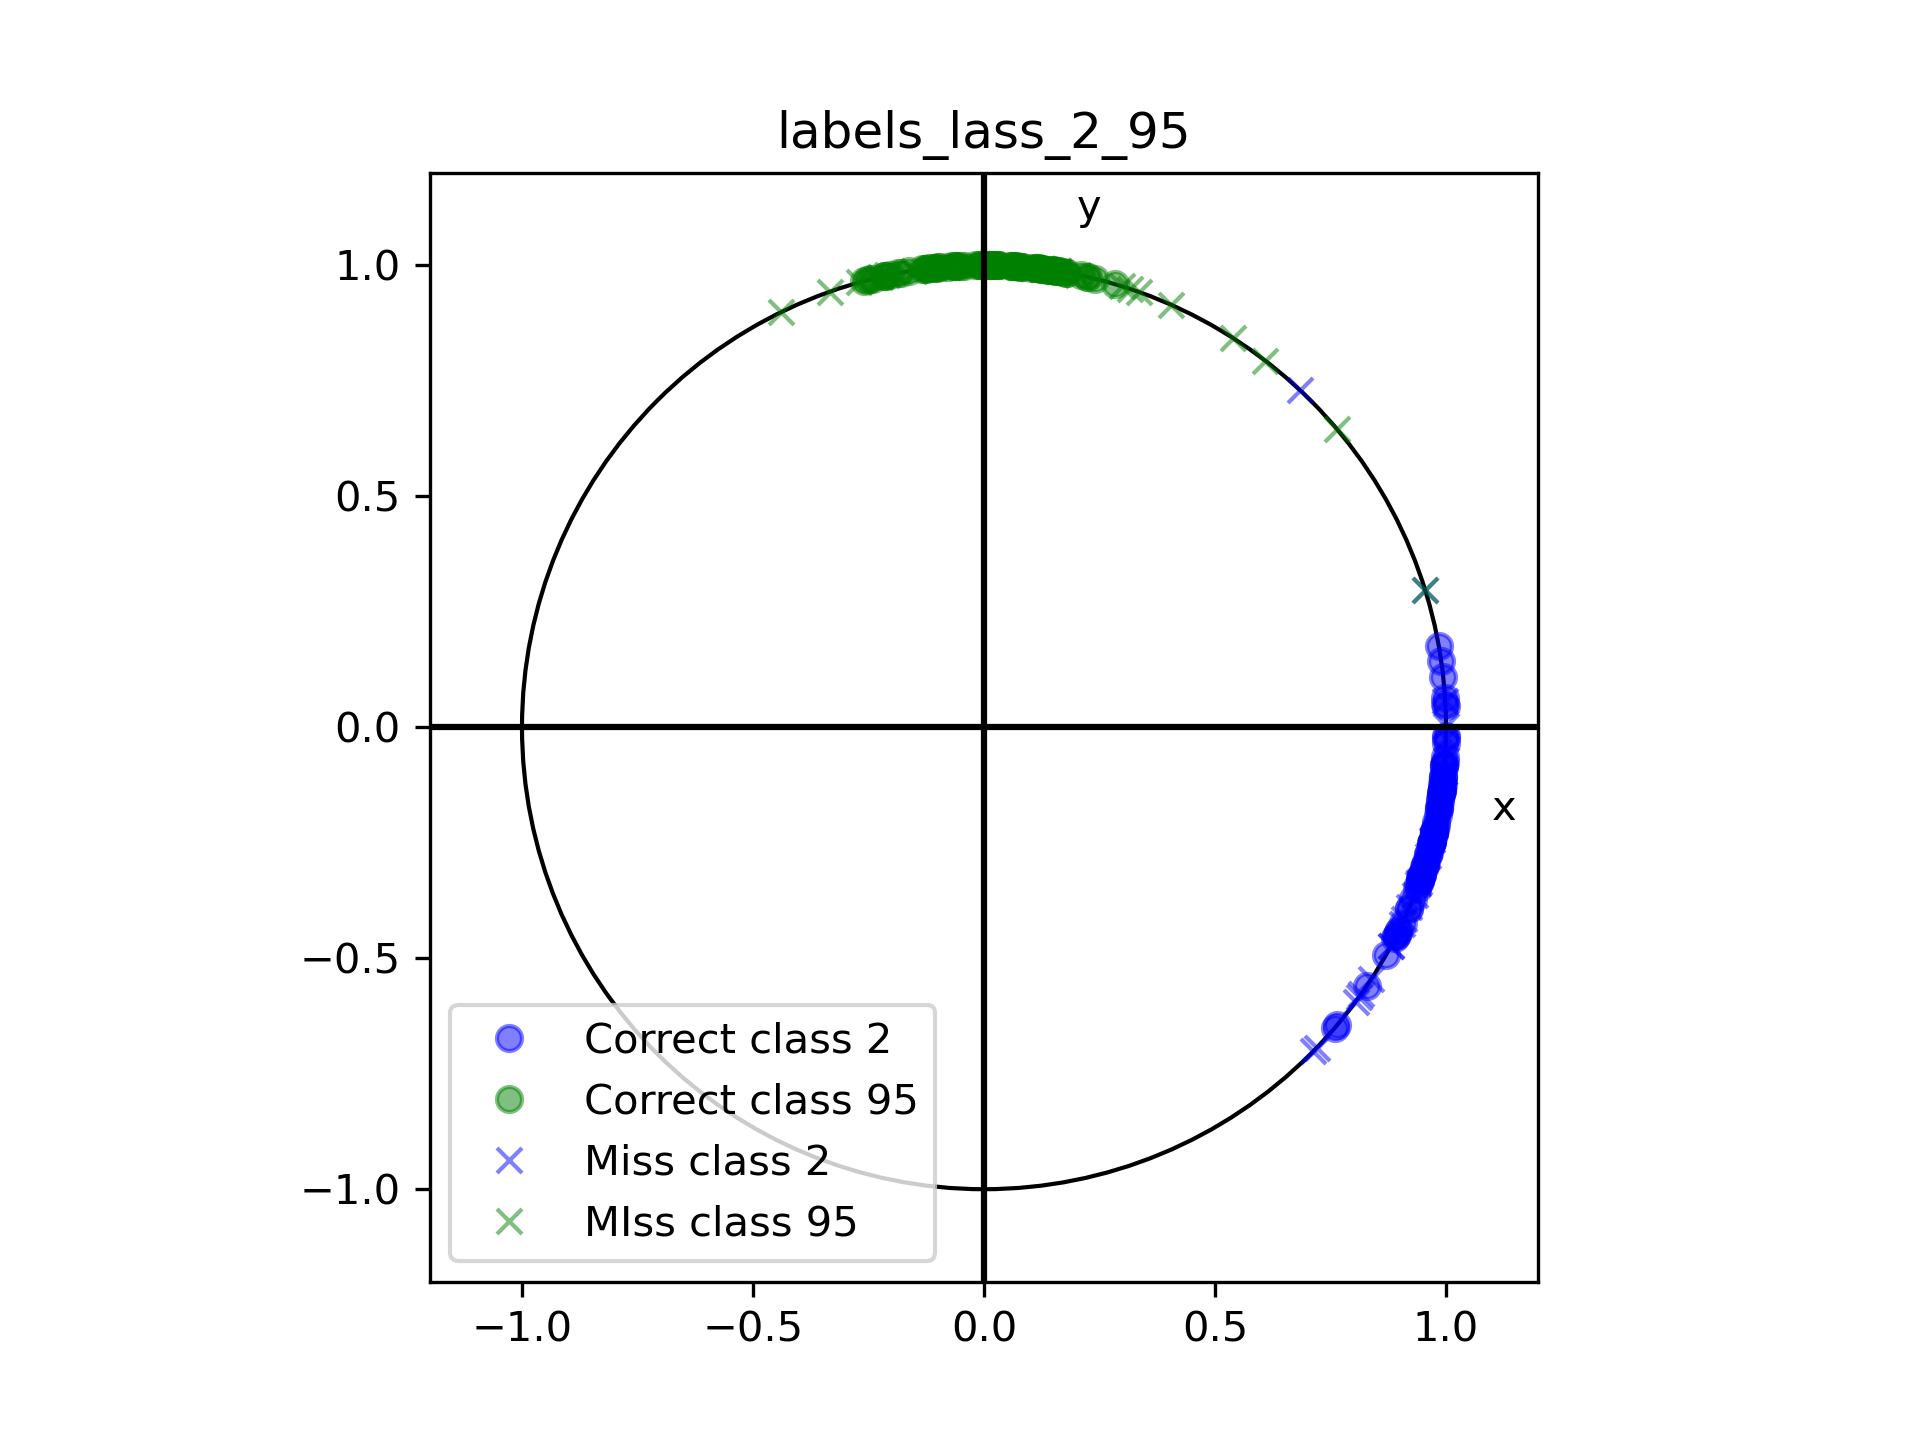 labels_lass_2_95
y
1.0
0.5
0.0
−0.5
−1.0
x
Correct class 2
Correct class 95
Miss class 2
MIss class 95
−1.0 −0.5 0.0 0.5 1.0